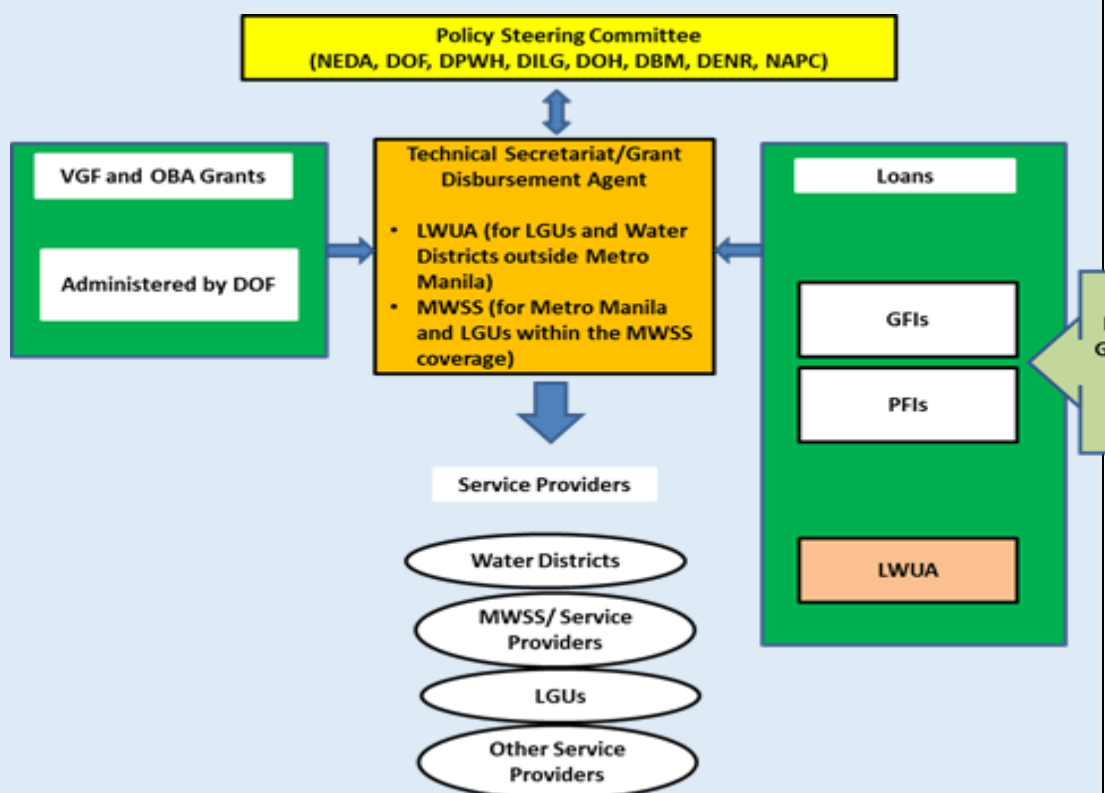 Policy Steering Committee
(NEDA, DOF, DPWH, DILG, DOH, DBM, DENR, NAPC)
VGF and OBA Grants
Administered by DOF
Technical Secretariat/Grant
Disbursement Agent
• LWUA (for LGUs and Water
Districts outside Metro
Manila)
• MWSS (for Metro Manila
and LGUs within the MWSS
coverage)
Loans
GFIs
PFIs
LWUA
Service Providers
Water Districts
MWSS/ Service
Providers
LGUs
Other Service
Providers